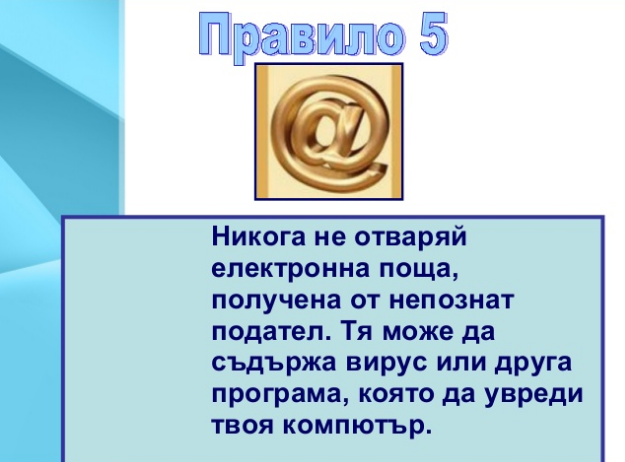 Правило 5
@
Никога не отваряй
електронна поща,
получена от непознат
подател. Тя може да
съдържа вирус или друга
програма, която да увреди
твоя компютър.